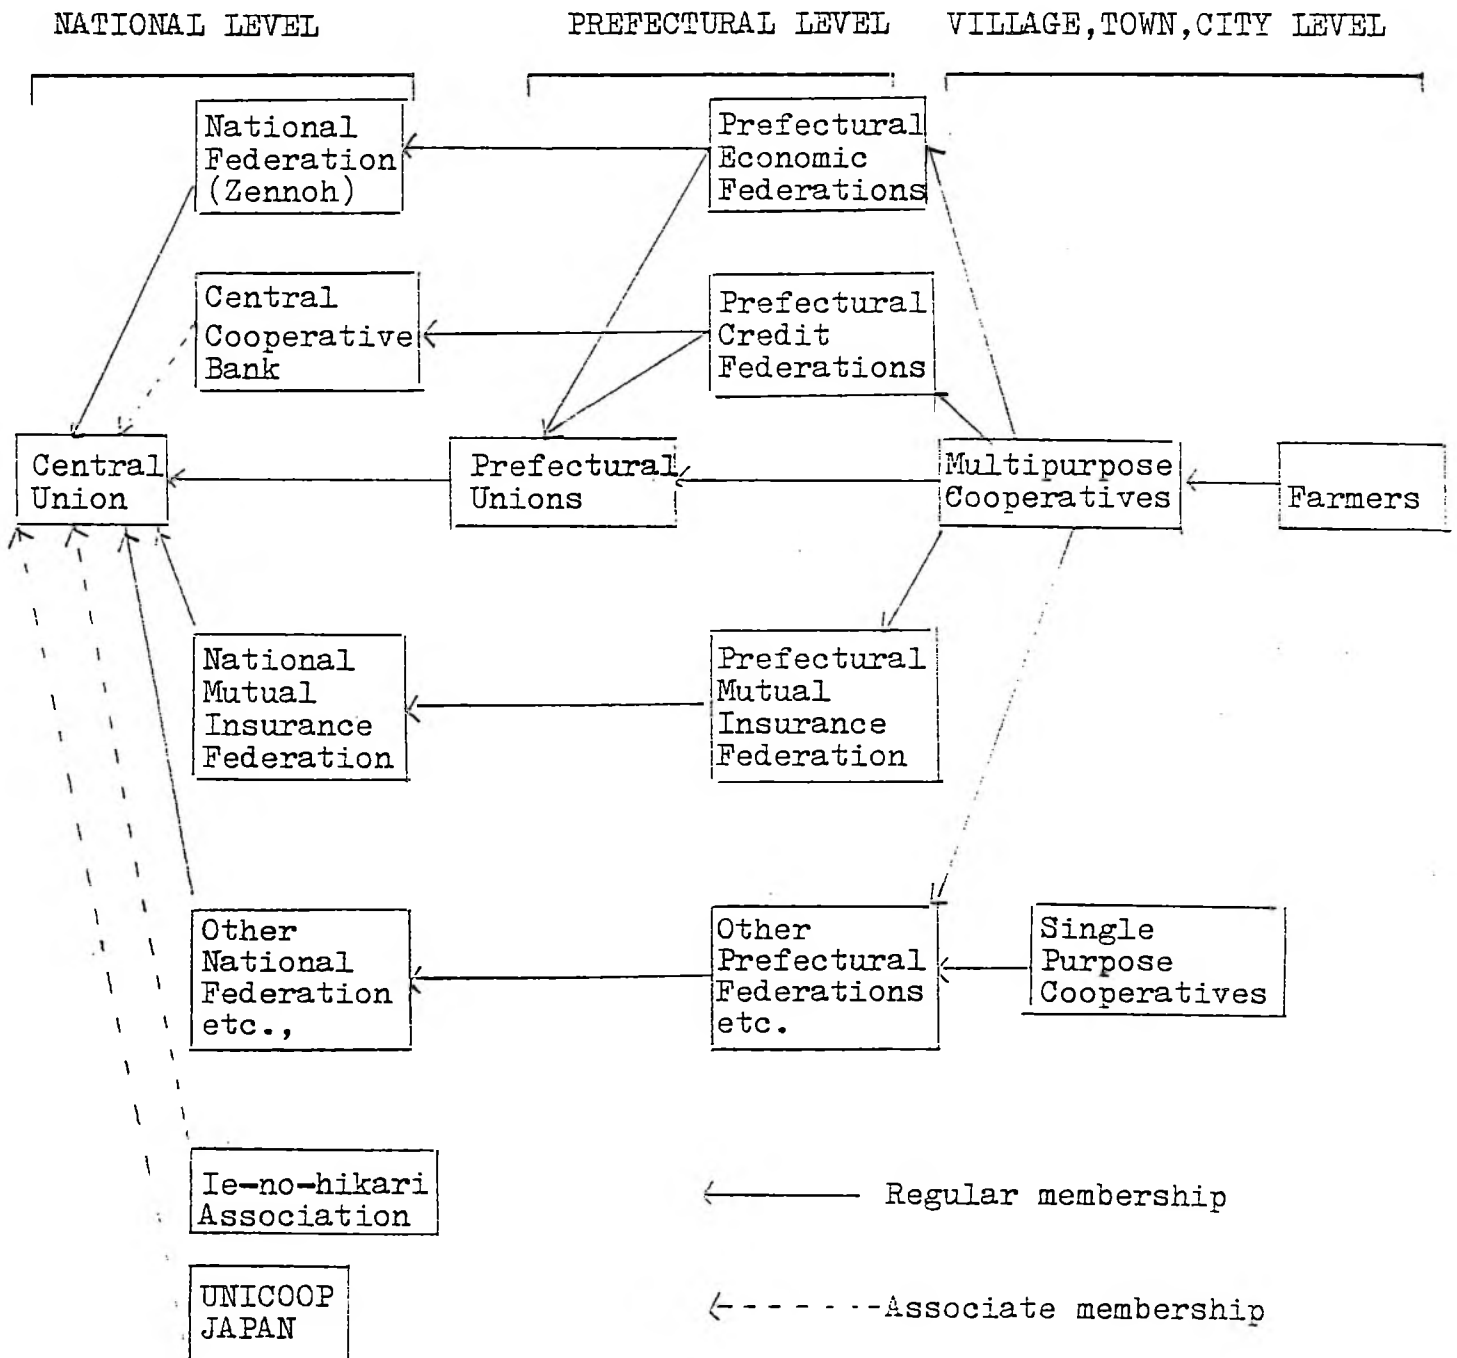 NATIONAL LEVEL
PREFECTURAL LEVEL
VILLAGE,TOWN,CITY LEVEL
National
Federation
(Zennoh)
Prefectural
Economic
Federations
Central
Cooperative
Bank
Prefectural
Credit
Federations
Central
Union
Prefectural
Unions
Multipurpose
Cooperatives
Farmers
National
Mutual
Insurance
Federation
Prefectural
Mutual
Insurance
Federation
Other
National
Federation
etc.,
Other
Prefectural
Federations
etc.
Single
Purpose
Cooperatives
Ie-no-hikari
Association
Regular membership
UNICOOP
JAPAN
Associate membership